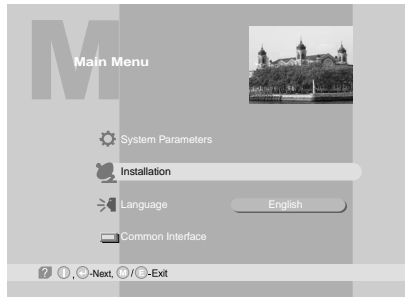 M
Main Menu
System Parameters
Installation
Language English
Common Interface
? , -Next, M / E -Exit